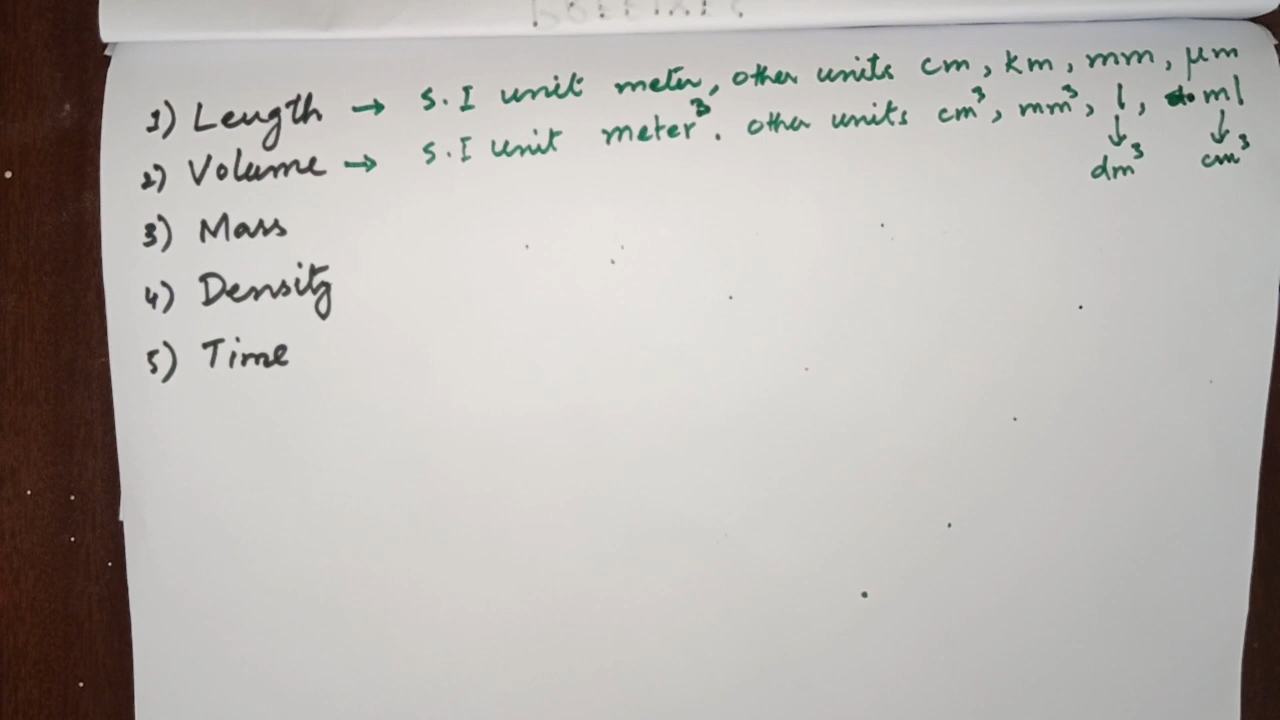 1) Length → S.I unit meter, other units cm, km, mm, μm
2) Volume → S.I unit meter³. other units cm³, mm³, l, ml
↓ ↓
dm³ cm³
3) Mass
4) Density
5) Time